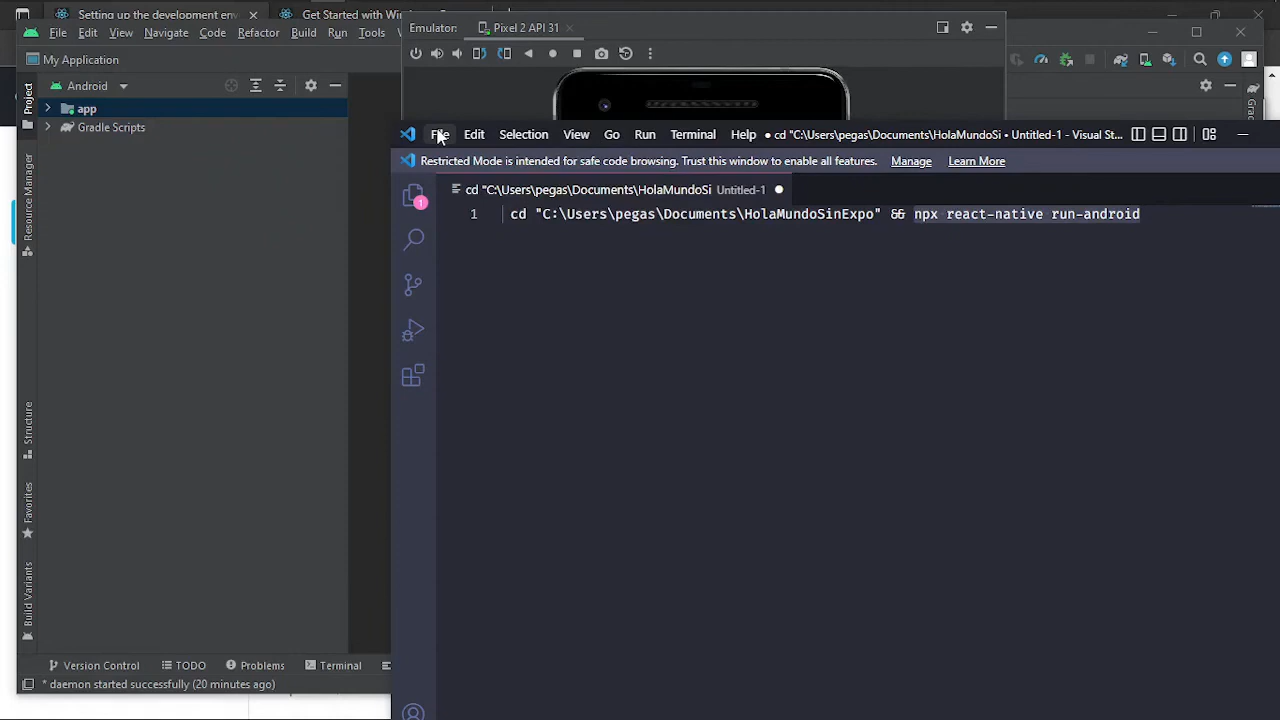 Setting up the development env
Get Started with Wind
File Edit View Navigate Code Refactor Build Run Tools
My Application
Android
Project
app
Gradle Scripts
Resource Manager
Structure
Favorites
Build Variants
Version Control TODO Problems Terminal
* daemon started successfully (20 minutes ago)
Emulator: Pixel 2 API 31
File Edit Selection View Go Run Terminal Help ● cd "C:\Users\pegas\Documents\HolaMundoSi • Untitled-1 - Visual St...
Restricted Mode is intended for safe code browsing. Trust this window to enable all features. Manage Learn More
1
cd "C:\Users\pegas\Documents\HolaMundoSi Untitled-1
1 cd "C:\Users\pegas\Documents\HolaMundoSinExpo" && npx react-native run-android